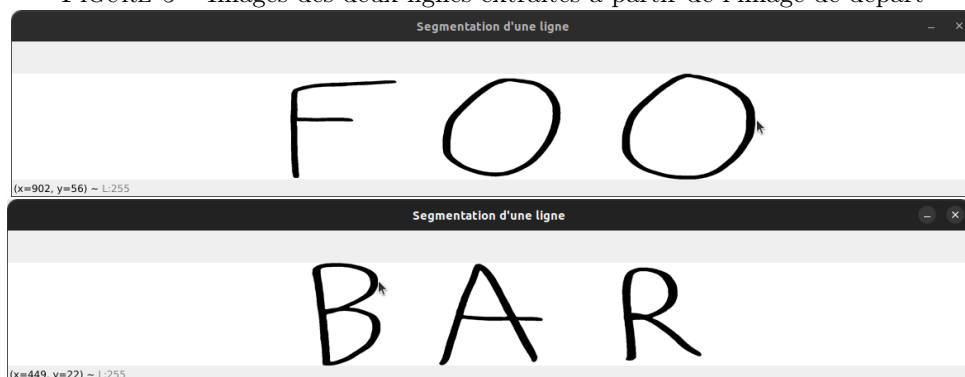 FIGURE 3 – Images des deux lignes extraites à partir de l'image de départ
Segmentation d'une ligne
FOO
(x=902, y=56) ~ L:255
Segmentation d'une ligne
BAR
(x=449, y=22) ~ L:255